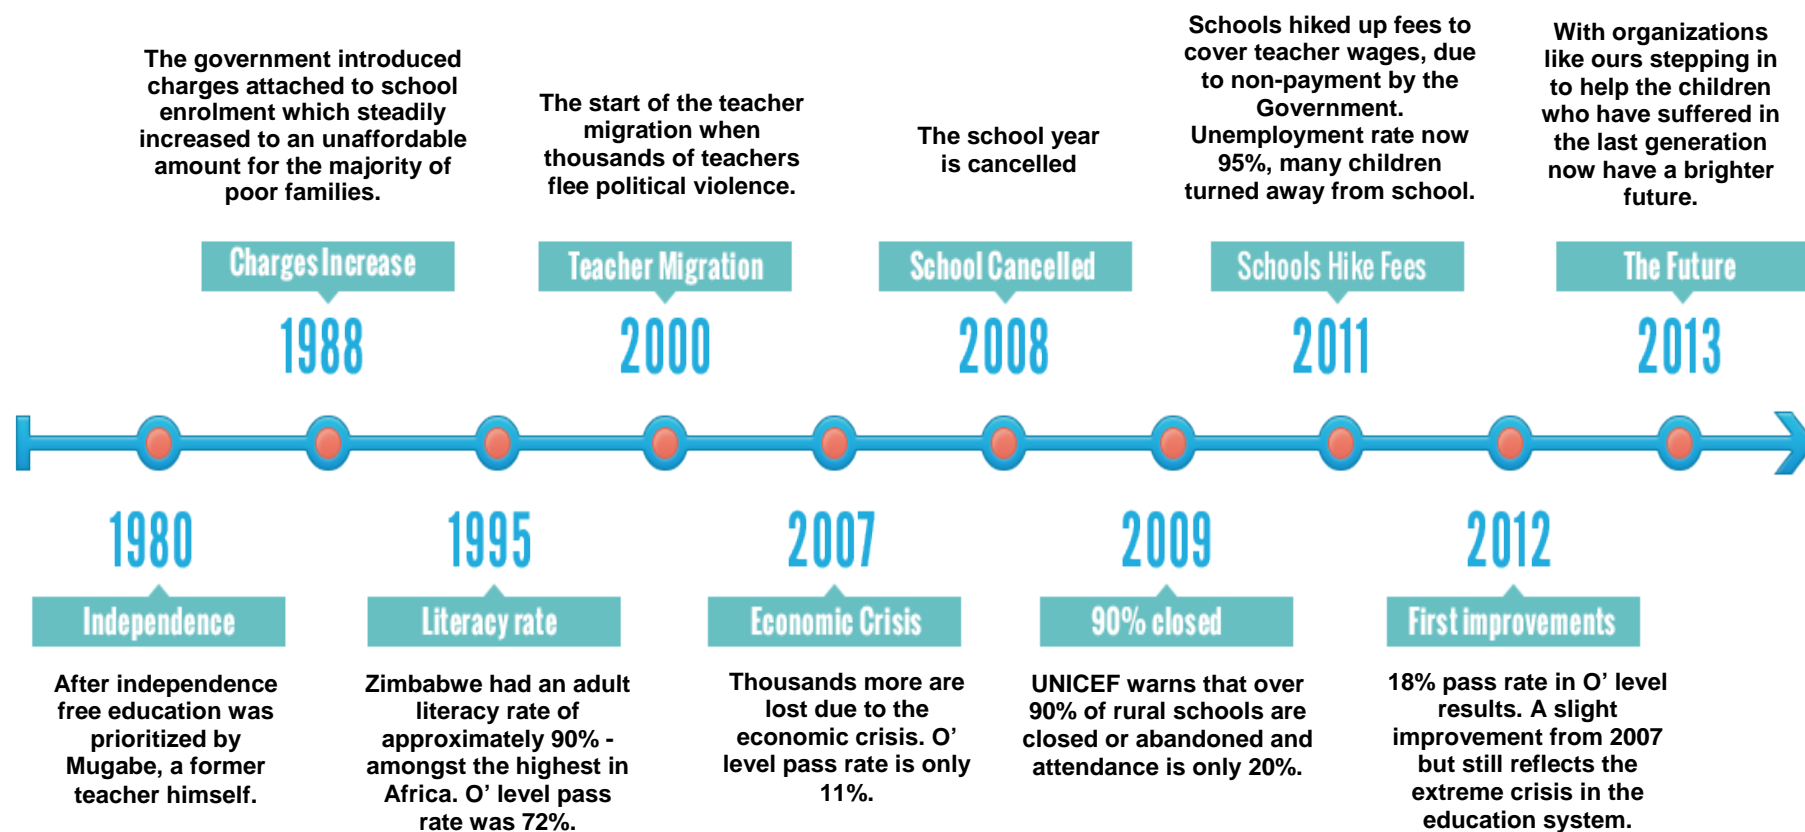 The government introduced
charges attached to school
enrolment which steadily
increased to an unaffordable
amount for the majority of
poor families.
The start of the teacher
migration when
thousands of teachers
flee political violence.
The school year
is cancelled
Schools hiked up fees to
cover teacher wages, due
to non-payment by the
Government.
Unemployment rate now
95%, many children
turned away from school.
With organizations
like ours stepping in
to help the children
who have suffered in
the last generation
now have a brighter
future.
Charges Increase
Teacher Migration
School Cancelled
Schools Hike Fees
The Future
1988
2000
2008
2011
2013
1980
1995
2007
2009
2012
Independence
Literacy rate
Economic Crisis
90% closed
First improvements
After independence
free education was
prioritized by
Mugabe, a former
teacher himself.
Zimbabwe had an adult
literacy rate of
approximately 90% -
amongst the highest in
Africa. O' level pass
rate was 72%.
Thousands more are
lost due to the
economic crisis. O'
level pass rate is only
11%.
UNICEF warns that over
90% of rural schools are
closed or abandoned and
attendance is only 20%.
18% pass rate in O' level
results. A slight
improvement from 2007
but still reflects the
extreme crisis in the
education system.